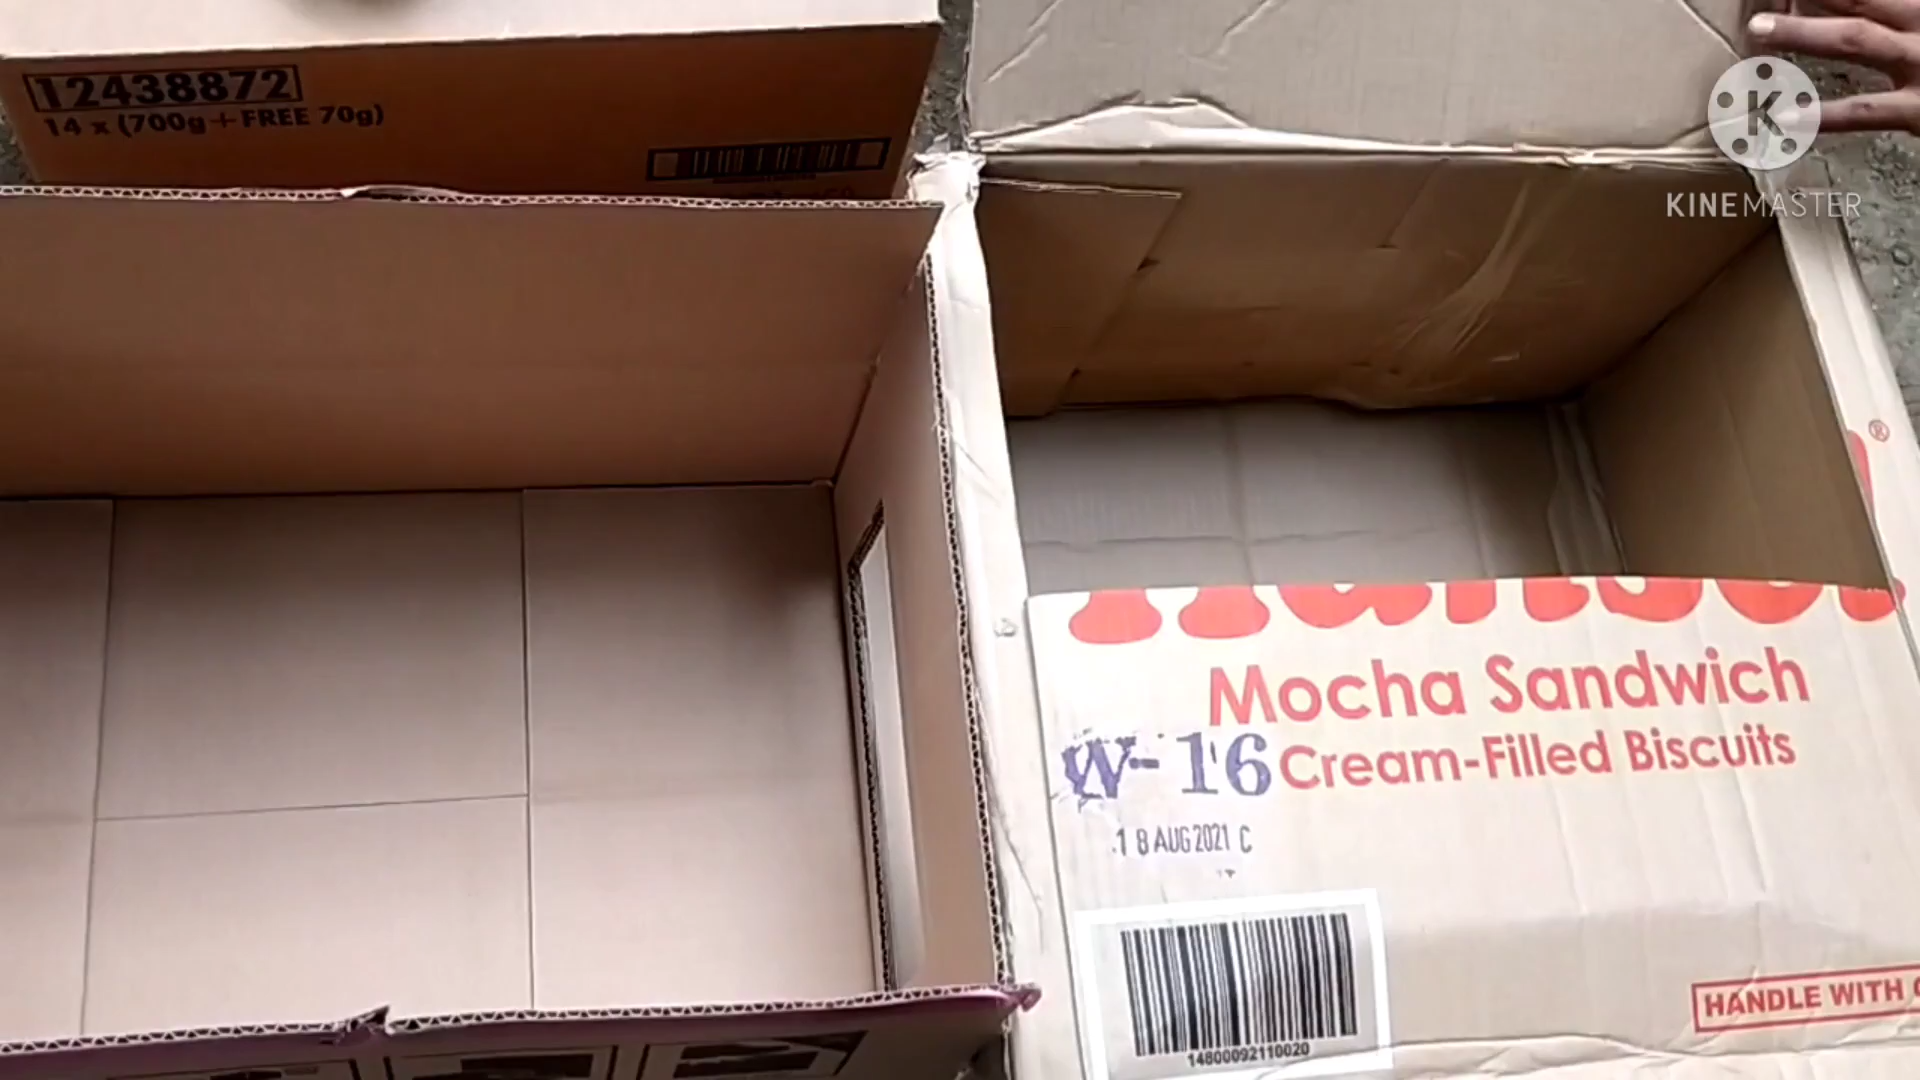 12438872
14 x (700g+FREE 70g)
K
KINEMASTER
®
Mocha Sandwich
W-16
Cream-Filled Biscuits
18 AUG 2021 C
14800092110020
HANDLE WITH